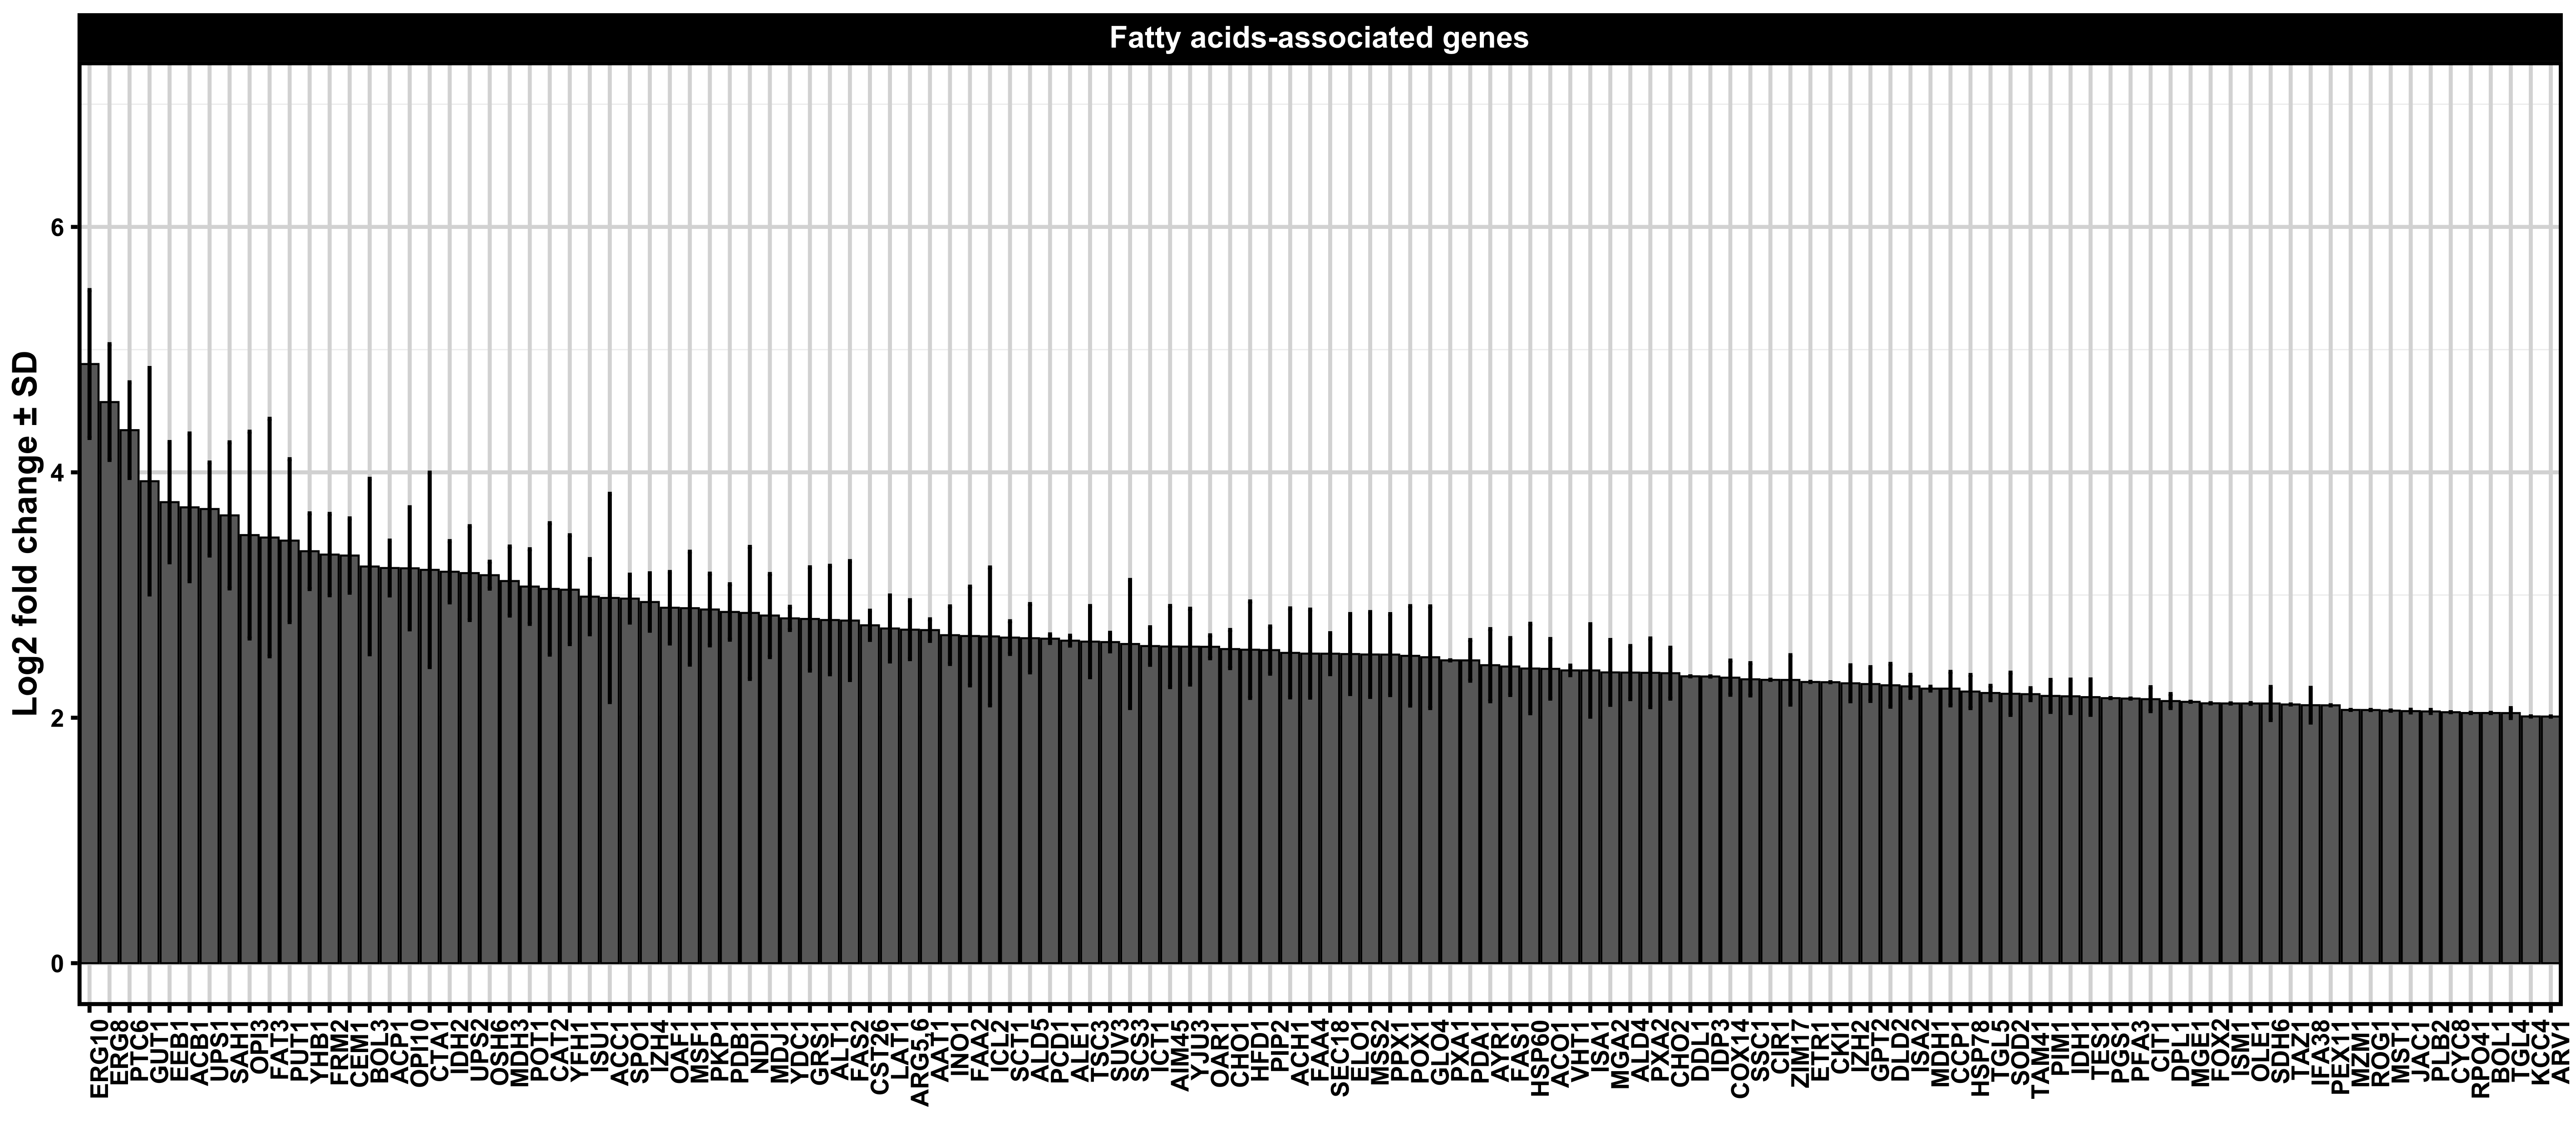 Fatty acids-associated genes
Log2 fold change ± SD
6
4
2
0
ERG10
ERG8
PTC6
GUT1
EEB1
ACB1
UPS1
SAH1
OPI3
FAT3
PUT1
YHB1
FRM2
CEM1
BOL3
ACP1
OPI10
CTA1
IDH2
UPS2
OSH6
MDH3
POT1
CAT2
YFH1
ISU1
ACC1
SPO1
IZH4
OAF1
MSF1
PKP1
PDB1
NDI1
MDJ1
YDC1
GRS1
ALT1
FAS2
CST26
LAT1
ARG5,6
AAT1
INO1
FAA2
ICL2
SCT1
ALD5
PCD1
ALE1
TSC3
SUV3
SCS3
ICT1
AIM45
YJU3
OAR1
CHO1
HFD1
PIP2
ACH1
FAA4
SEC18
ELO1
MSS2
PPX1
POX1
GLO4
PXA1
PDA1
AYR1
FAS1
HSP60
ACO1
VHT1
ISA1
MGA2
ALD4
PXA2
CHO2
DDL1
IDP3
COX14
SSC1
CIR1
ZIM17
ETR1
CKI1
IZH2
GPT2
DLD2
ISA2
MDH1
CCP1
HSP78
TGL5
SOD2
TAM41
PIM1
IDH1
TES1
PGS1
PFA3
CIT1
DPL1
MGE1
FOX2
ISM1
OLE1
SDH6
TAZ1
IFA38
PEX11
MZM1
ROG1
MST1
JAC1
PLB2
CYC8
RPO41
BOL1
TGL4
KCC4
ARV1